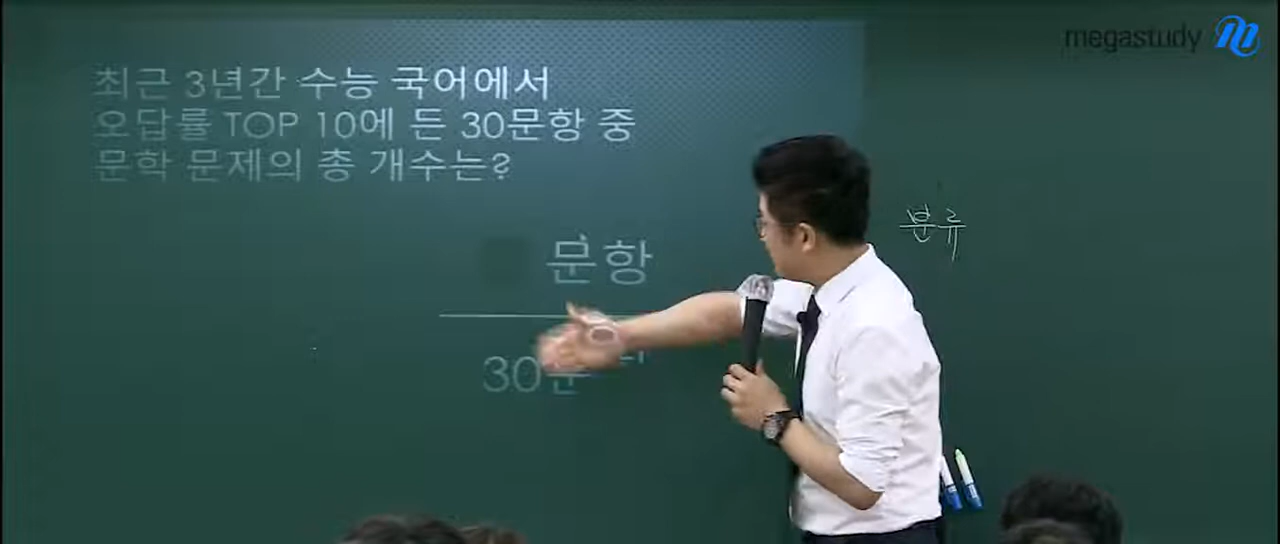 megastudy
최근 3년간 수능 국어에서
오답률 TOP 10에 든 30문항 중
문학 문제의 총 개수는?
분류
문항
30문